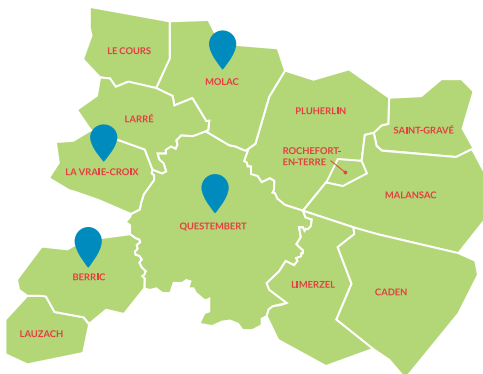 LE COURS
MOLAC
LARRÉ
PLUHERLIN
SAINT-GRAVÉ
ROCHEFORT-
EN-TERRE
LA VRAIE-CROIX
MALANSAC
QUESTEMBERT
BERRIC
LIMERZEL
CADEN
LAUZACH